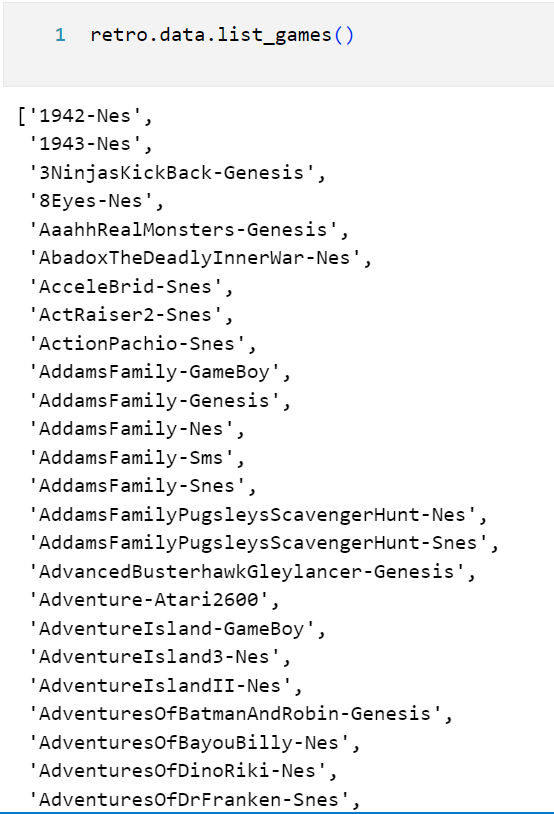 1 retro.data.list_games()
['1942-Nes',
'1943-Nes',
'3NinjasKickBack-Genesis',
'8Eyes-Nes',
'AaahhRealMonsters-Genesis',
'AbadoxTheDeadlyInnerWar-Nes',
'AcceleBrid-Snes',
'ActRaiser2-Snes',
'ActionPachio-Snes',
'AddamsFamily-GameBoy',
'AddamsFamily-Genesis',
'AddamsFamily-Nes',
'AddamsFamily-Sms',
'AddamsFamily-Snes',
'AddamsFamilyPugsleysScavengerHunt-Nes',
'AddamsFamilyPugsleysScavengerHunt-Snes',
'AdvancedBusterhawkGleylancer-Genesis',
'Adventure-Atari2600',
'AdventureIsland-GameBoy',
'AdventureIsland3-Nes',
'AdventureIslandII-Nes',
'AdventuresOfBatmanAndRobin-Genesis',
'AdventuresOfBayouBilly-Nes',
'AdventuresOfDinoRiki-Nes',
'AdventuresOfDrFranken-Snes',